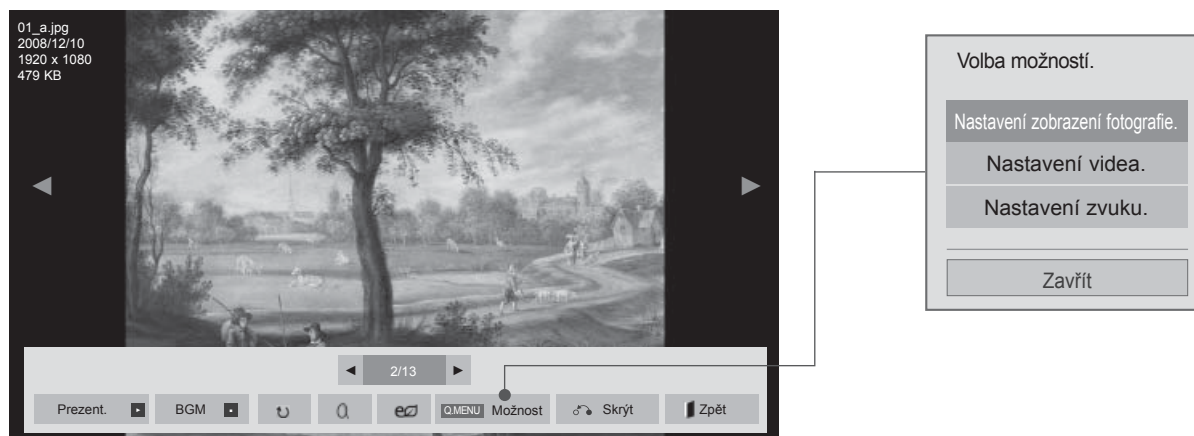 01_a.jpg
2008/12/10
1920 x 1080
479 KB
2/13
Prezent.
BGM
Q.MENU Možnost
Skrýt
Zpět
Volba možností.
Nastavení zobrazení fotografie.
Nastavení videa.
Nastavení zvuku.
Zavřít